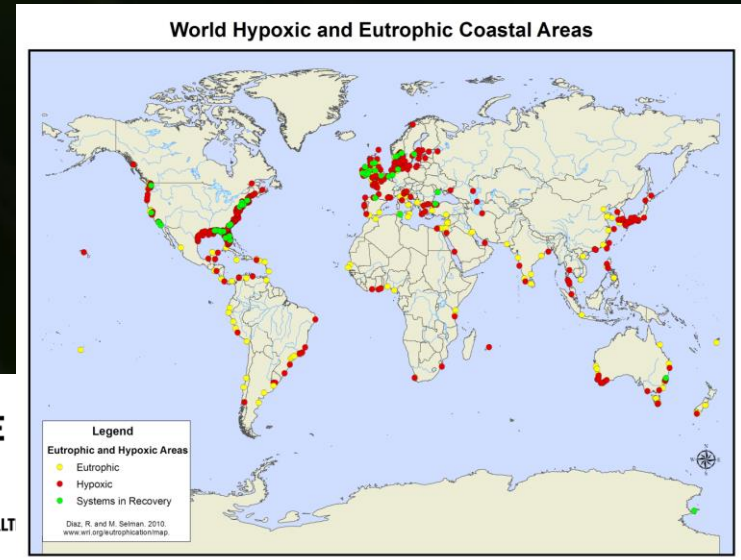 World Hypoxic and Eutrophic Coastal Areas
Legend
Eutrophic and Hypoxic Areas
Eutrophic
Hypoxic
Systems in Recovery
Diaz, R. and M. Selman. 2010.
www.wri.org/eutrophication/map.